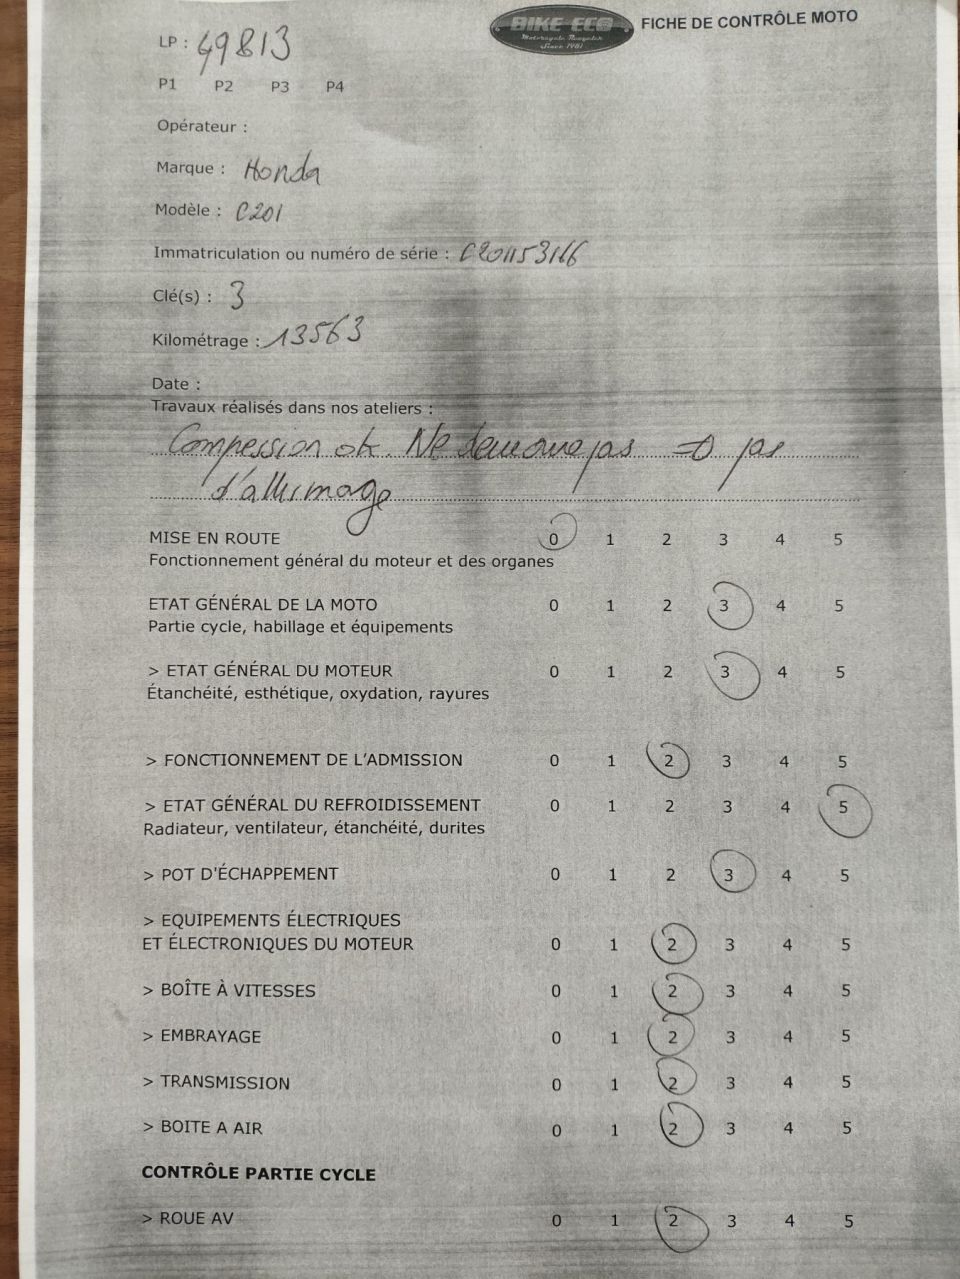 BIKE ECO
Motorcycle Recycler
Since 1981
FICHE DE CONTRÔLE MOTO
LP : 49813
P1 P2 P3 P4
Opérateur :
Marque : Honda
Modèle : C201
Immatriculation ou numéro de série : C201153166
Clé(s) : 3
Kilométrage : 13563
Date :
Travaux réalisés dans nos ateliers :
Compession ok. Ne demarre pas => pas
d'allumage
MISE EN ROUTE 0 1 2 3 4 5
Fonctionnement général du moteur et des organes
ETAT GÉNÉRAL DE LA MOTO 0 1 2 3 4 5
Partie cycle, habillage et équipements
> ETAT GÉNÉRAL DU MOTEUR 0 1 2 3 4 5
Étanchéité, esthétique, oxydation, rayures
> FONCTIONNEMENT DE L'ADMISSION 0 1 2 3 4 5
> ETAT GÉNÉRAL DU REFROIDISSEMENT 0 1 2 3 4 5
Radiateur, ventilateur, étanchéité, durites
> POT D'ÉCHAPPEMENT 0 1 2 3 4 5
> EQUIPEMENTS ÉLECTRIQUES
ET ÉLECTRONIQUES DU MOTEUR 0 1 2 3 4 5
> BOÎTE À VITESSES 0 1 2 3 4 5
> EMBRAYAGE 0 1 2 3 4 5
> TRANSMISSION 0 1 2 3 4 5
> BOITE A AIR 0 1 2 3 4 5
CONTRÔLE PARTIE CYCLE
> ROUE AV 0 1 2 3 4 5